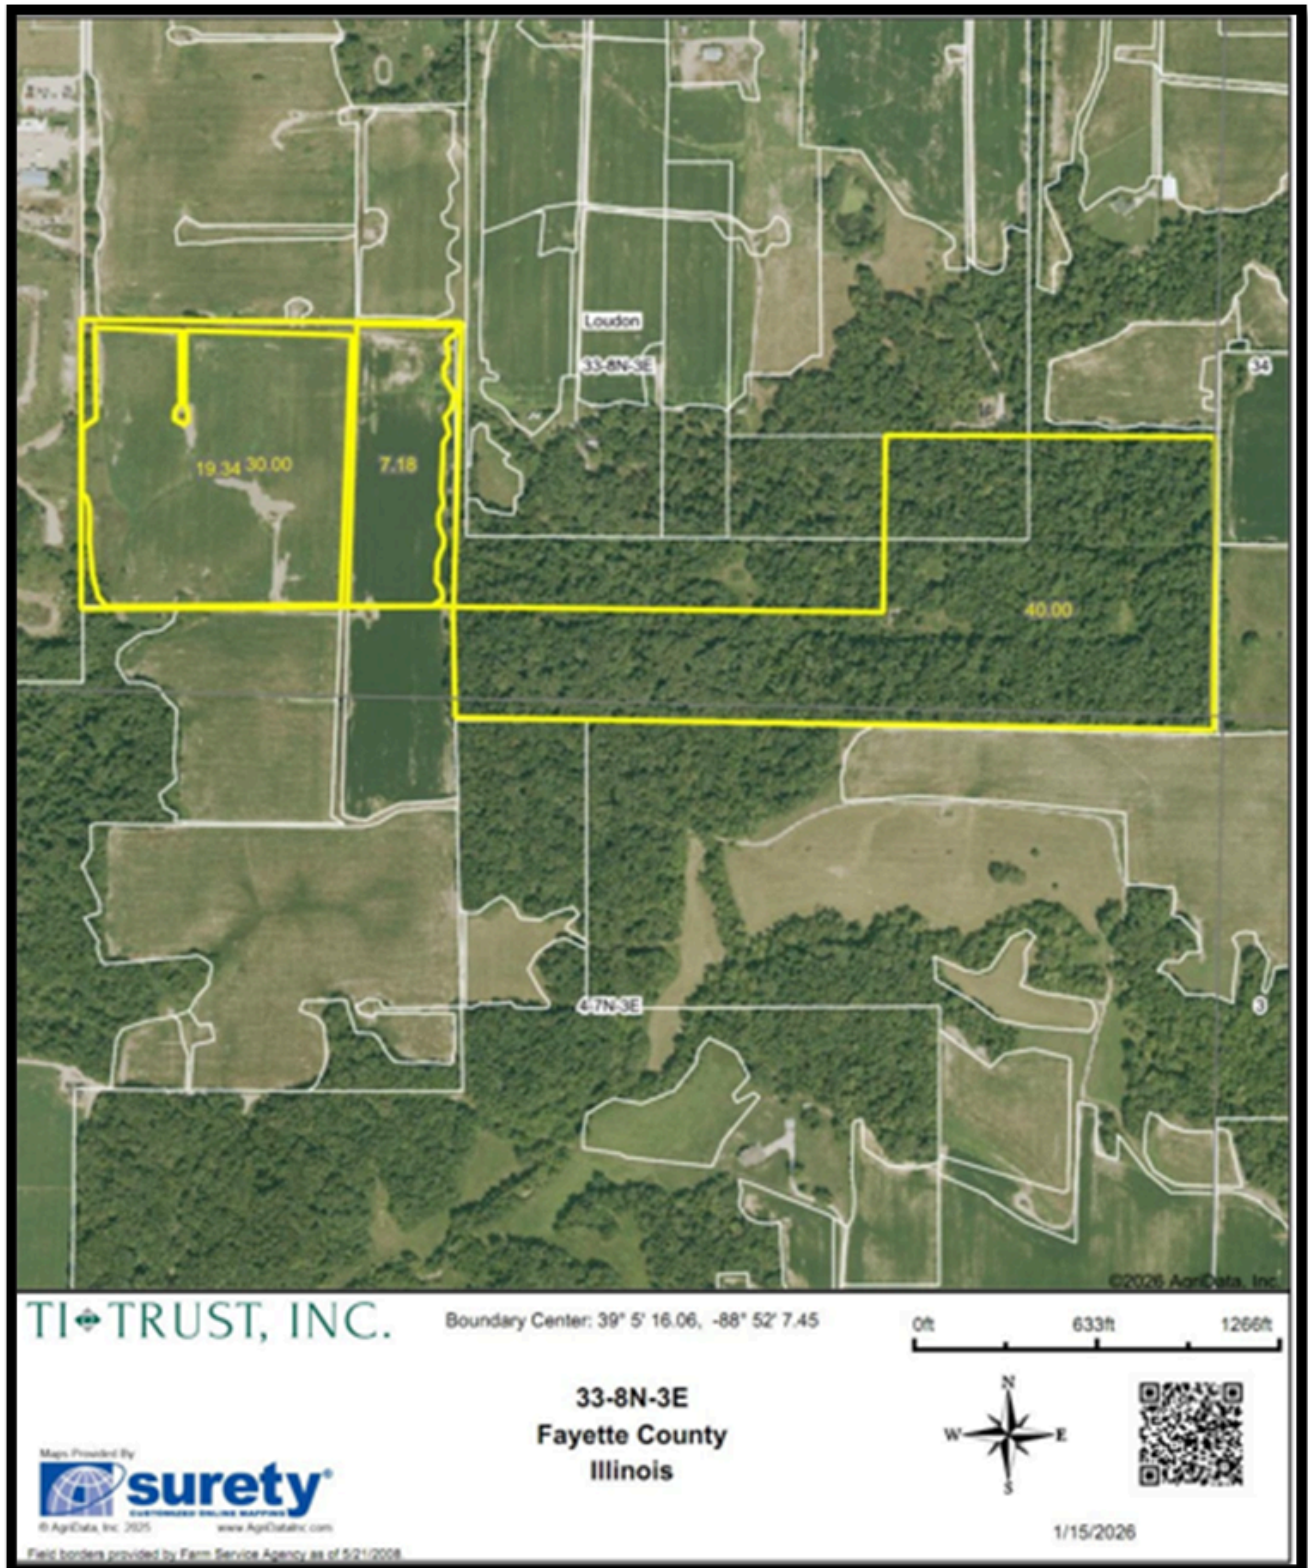 Loudon
33-8N-3E
34
19.34 30.00
7.18
40.00
4-7N-3E
3
©2026 AgriData, Inc.
TI TRUST, INC.
Boundary Center: 39° 5' 16.06, -88° 52' 7.45
0ft 633ft 1266ft
33-8N-3E
Fayette County
Illinois
N
W E
S
Maps Provided By
surety®
CUSTOMIZED ONLINE MAPPING
© AgriData, Inc. 2025 www.AgriDataInc.com
1/15/2026
Field borders provided by Farm Service Agency as of 5/21/2008.